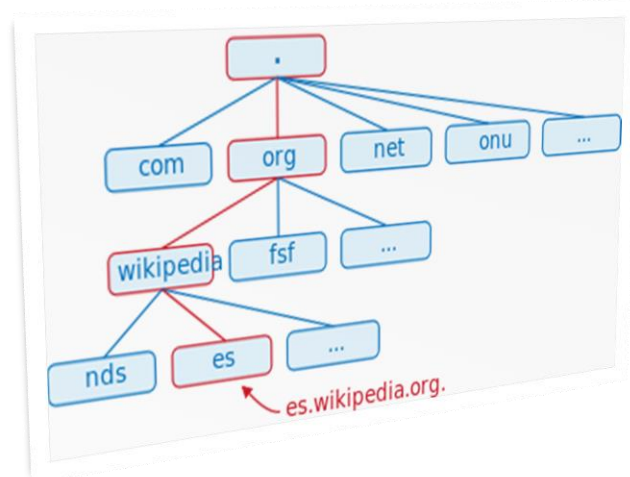 .
com org net onu ...
wikipedia fsf ...
nds es ...
es.wikipedia.org.